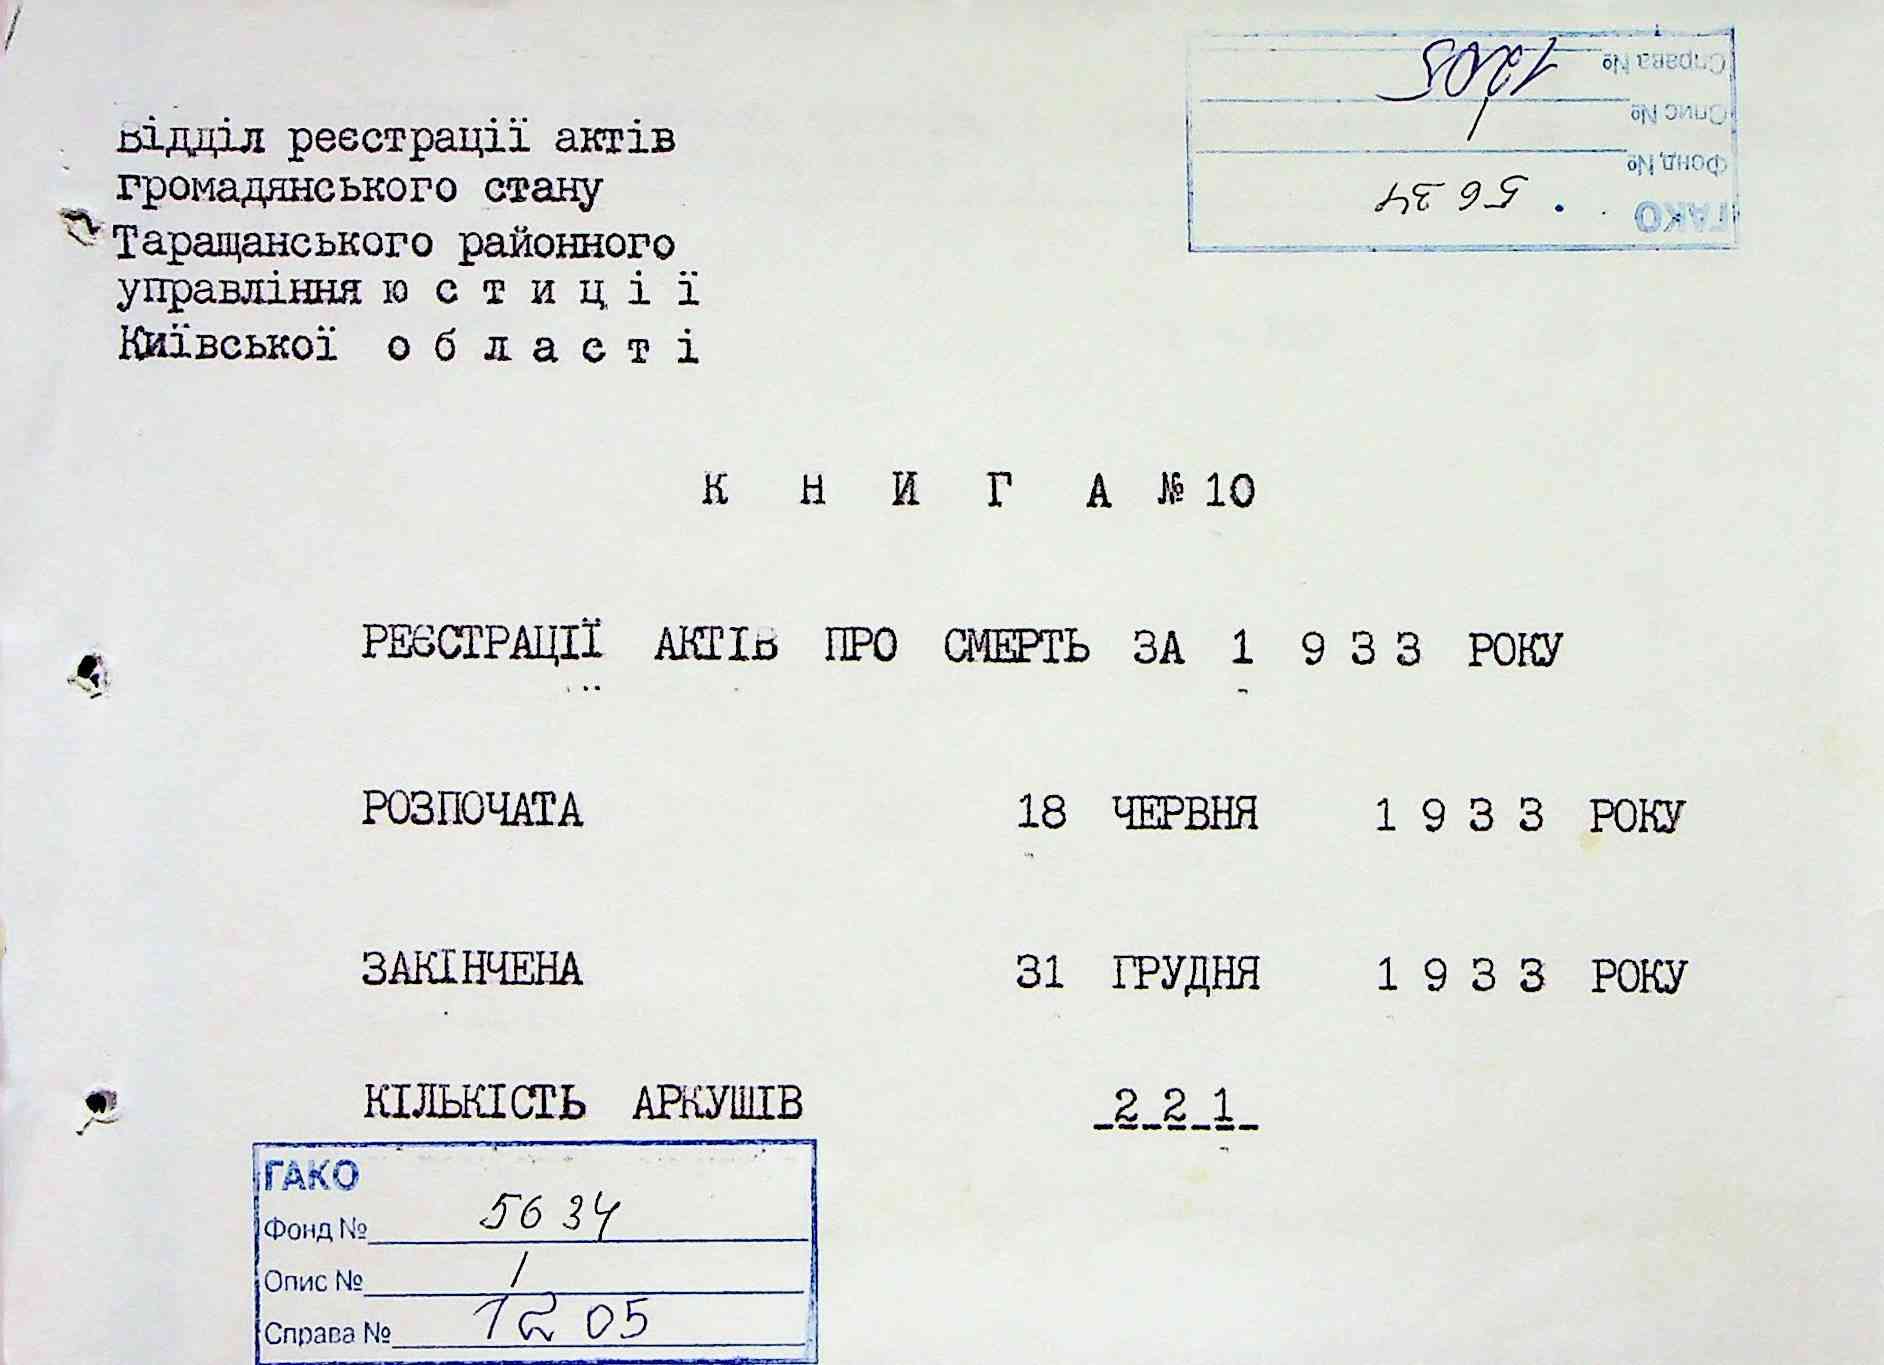 Відділ реєстрації актів
громадянського стану
Таращанського районного
управління ю с т и ц і ї
Київської о б л а с т і
ГАКО
Фонд № 5634
Опис № 1
Справа № 1205
К Н И Г А № 10
РЕЄСТРАЦІЇ АКТІВ ПРО СМЕРТЬ ЗА 1 9 3 3 РОКУ
РОЗПОЧАТА 18 ЧЕРВНЯ 1 9 3 3 РОКУ
ЗАКІНЧЕНА 31 ГРУДНЯ 1 9 3 3 РОКУ
КІЛЬКІСТЬ АРКУШІВ 2 2 1
ГАКО
Фонд № 5634
Опис № 1
Справа № 1205